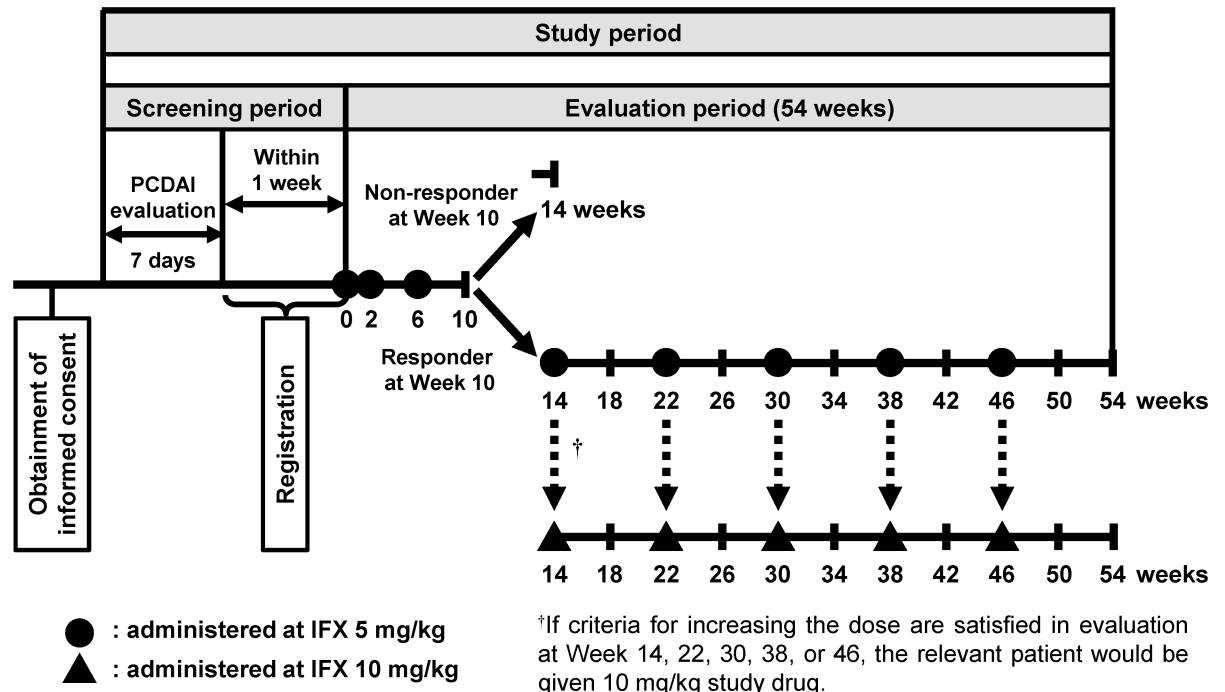 Study period
Screening period
Evaluation period (54 weeks)
PCDAI
evaluation
7 days
Within
1 week
Non-responder
at Week 10
14 weeks
0 2 6 10
Responder
at Week 10
Obtainment of
informed consent
Registration
14 18 22 26 30 34 38 42 46 50 54 weeks
†
14 18 22 26 30 34 38 42 46 50 54 weeks
: administered at IFX 5 mg/kg
: administered at IFX 10 mg/kg
†If criteria for increasing the dose are satisfied in evaluation
at Week 14, 22, 30, 38, or 46, the relevant patient would be
given 10 mg/kg study drug.